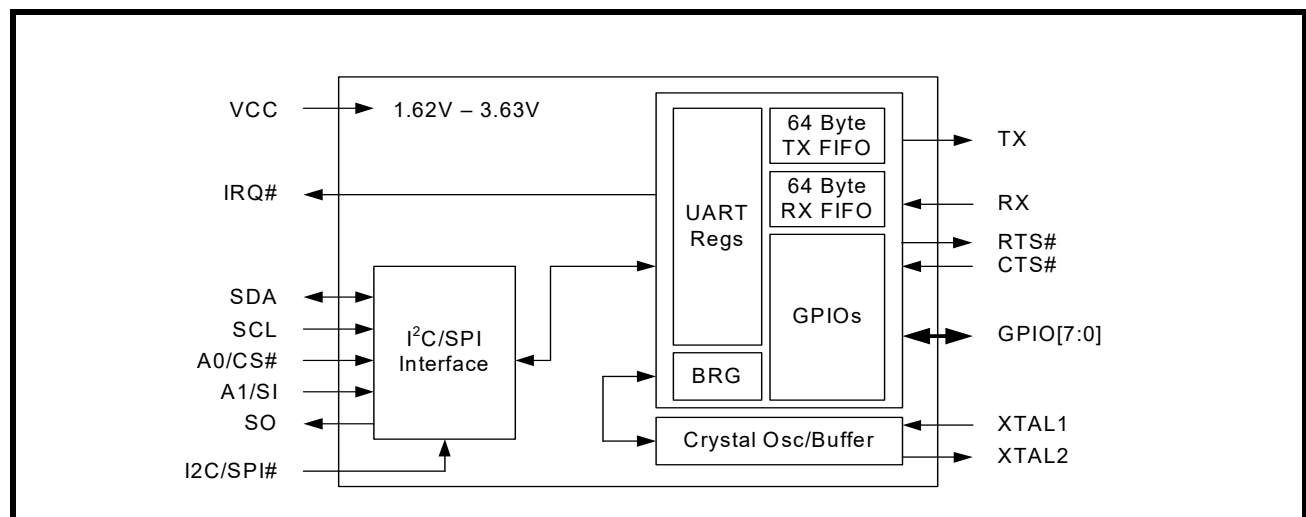 VCC
1.62V – 3.63V
IRQ#
SDA
SCL
A0/CS#
A1/SI
SO
I2C/SPI#
I²C/SPI
Interface
UART
Regs
64 Byte
TX FIFO
64 Byte
RX FIFO
GPIOs
BRG
Crystal Osc/Buffer
TX
RX
RTS#
CTS#
GPIO[7:0]
XTAL1
XTAL2